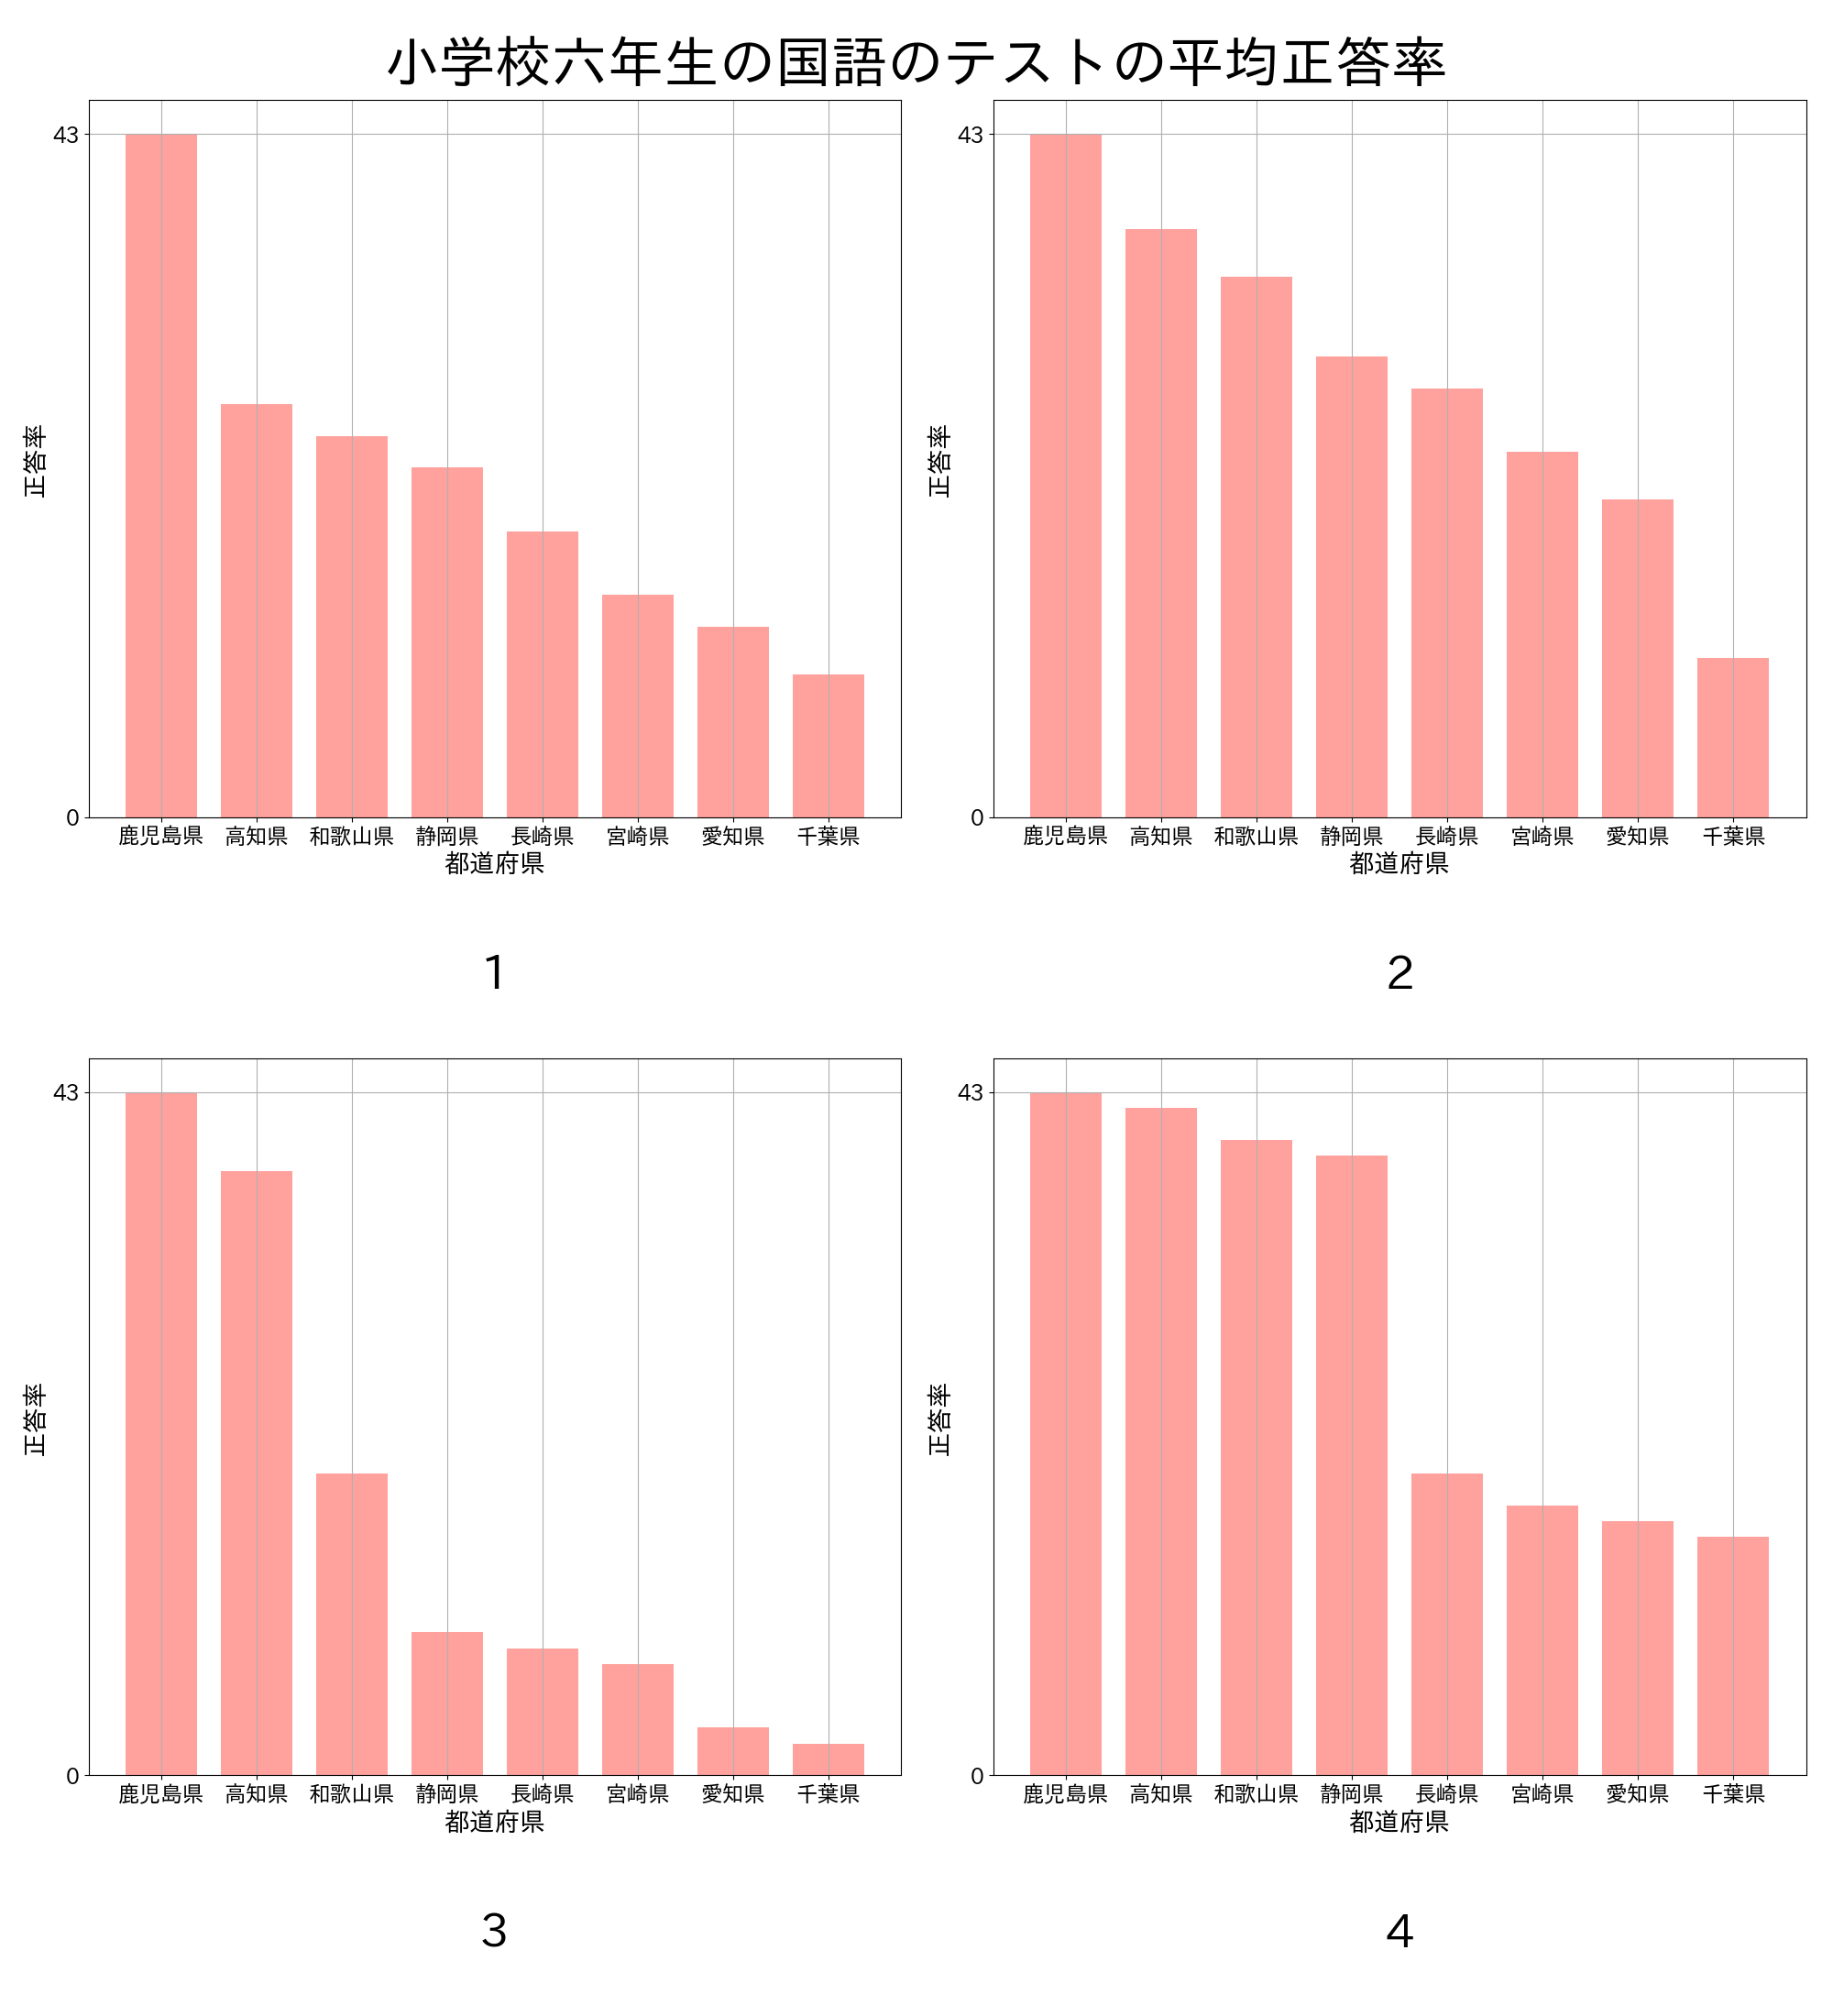 小学校六年生の国語のテストの平均正答率
43
正答率
0
鹿児島県 高知県 和歌山県 静岡県 長崎県 宮崎県 愛知県 千葉県
都道府県
1
43
正答率
0
鹿児島県 高知県 和歌山県 静岡県 長崎県 宮崎県 愛知県 千葉県
都道府県
2
43
正答率
0
鹿児島県 高知県 和歌山県 静岡県 長崎県 宮崎県 愛知県 千葉県
都道府県
3
43
正答率
0
鹿児島県 高知県 和歌山県 静岡県 長崎県 宮崎県 愛知県 千葉県
都道府県
4